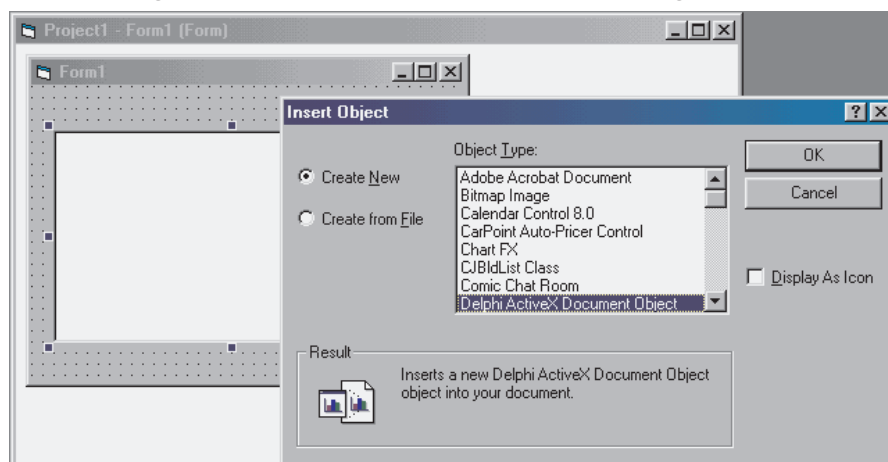 Project1 - Form1 (Form)
Form1
Insert Object
Create New
Create from File
Object Type:
Adobe Acrobat Document
Bitmap Image
Calendar Control 8.0
CarPoint Auto-Pricer Control
Chart FX
CJBldList Class
Comic Chat Room
Delphi ActiveX Document Object
OK
Cancel
Display As Icon
Result
Inserts a new Delphi ActiveX Document Object
object into your document.